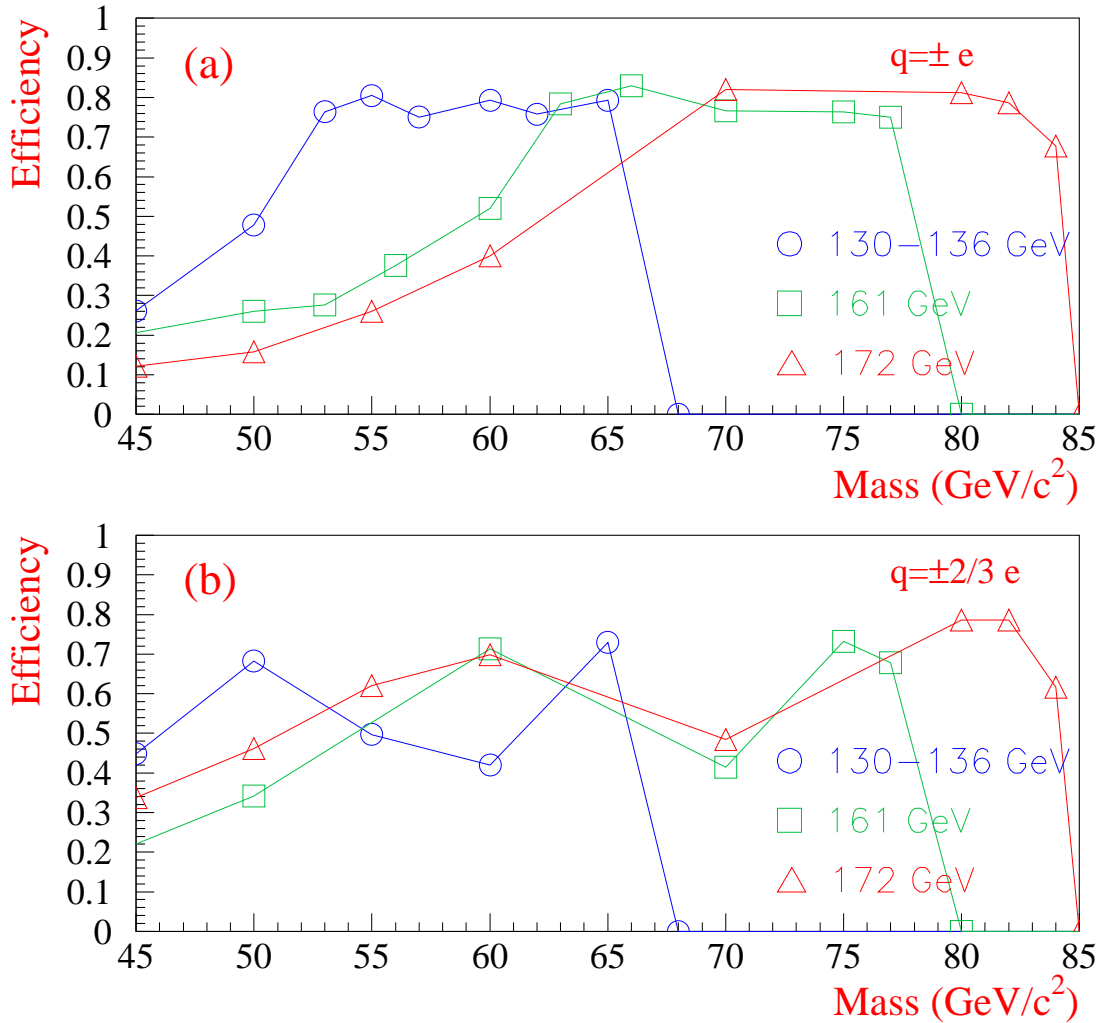 1
0.9
0.8
0.7
0.6
0.5
0.4
0.3
0.2
0.1
0
Efficiency
(a)
q=± e
130−136 GeV
161 GeV
172 GeV
45 50 55 60 65 70 75 80 85
Mass (GeV/c²)
1
0.9
0.8
0.7
0.6
0.5
0.4
0.3
0.2
0.1
0
Efficiency
(b)
q=±2/3 e
130−136 GeV
161 GeV
172 GeV
45 50 55 60 65 70 75 80 85
Mass (GeV/c²)